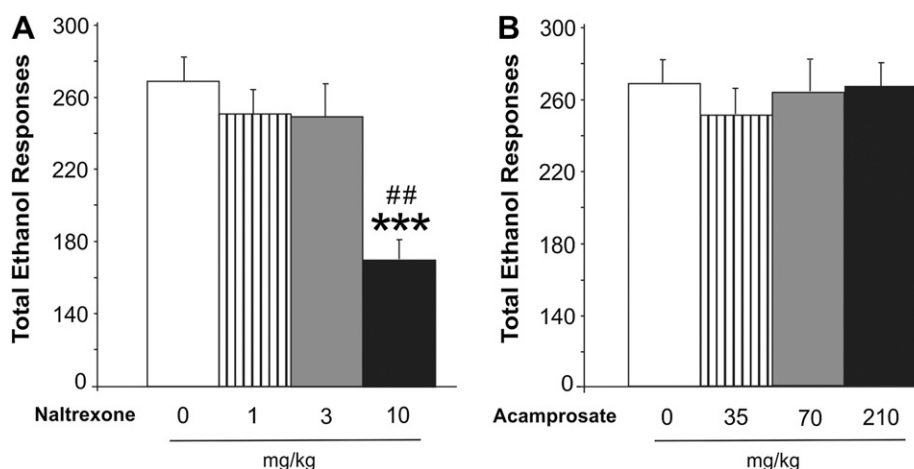 A
Total Ethanol Responses
300
260
220
180
140
0
##
***
Naltrexone 0 1 3 10
mg/kg
B
Total Ethanol Responses
300
260
220
180
140
0
Acamprosate 0 35 70 210
mg/kg